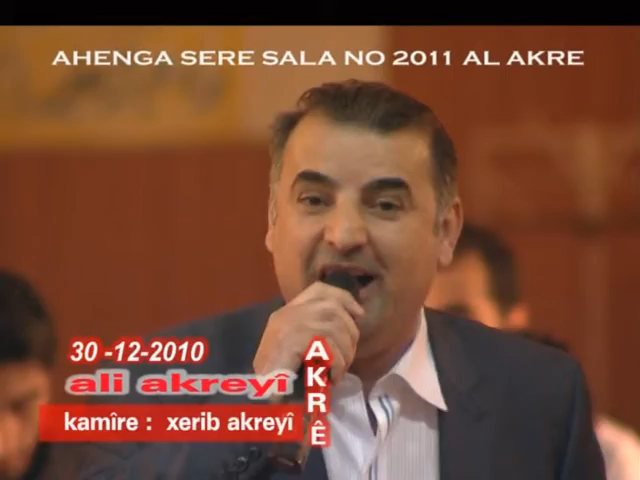 AHENGA SERE SALA NO 2011 AL AKRE
30 -12-2010
ali akreyî
kamîre : xerib akreyî
AKRÊ